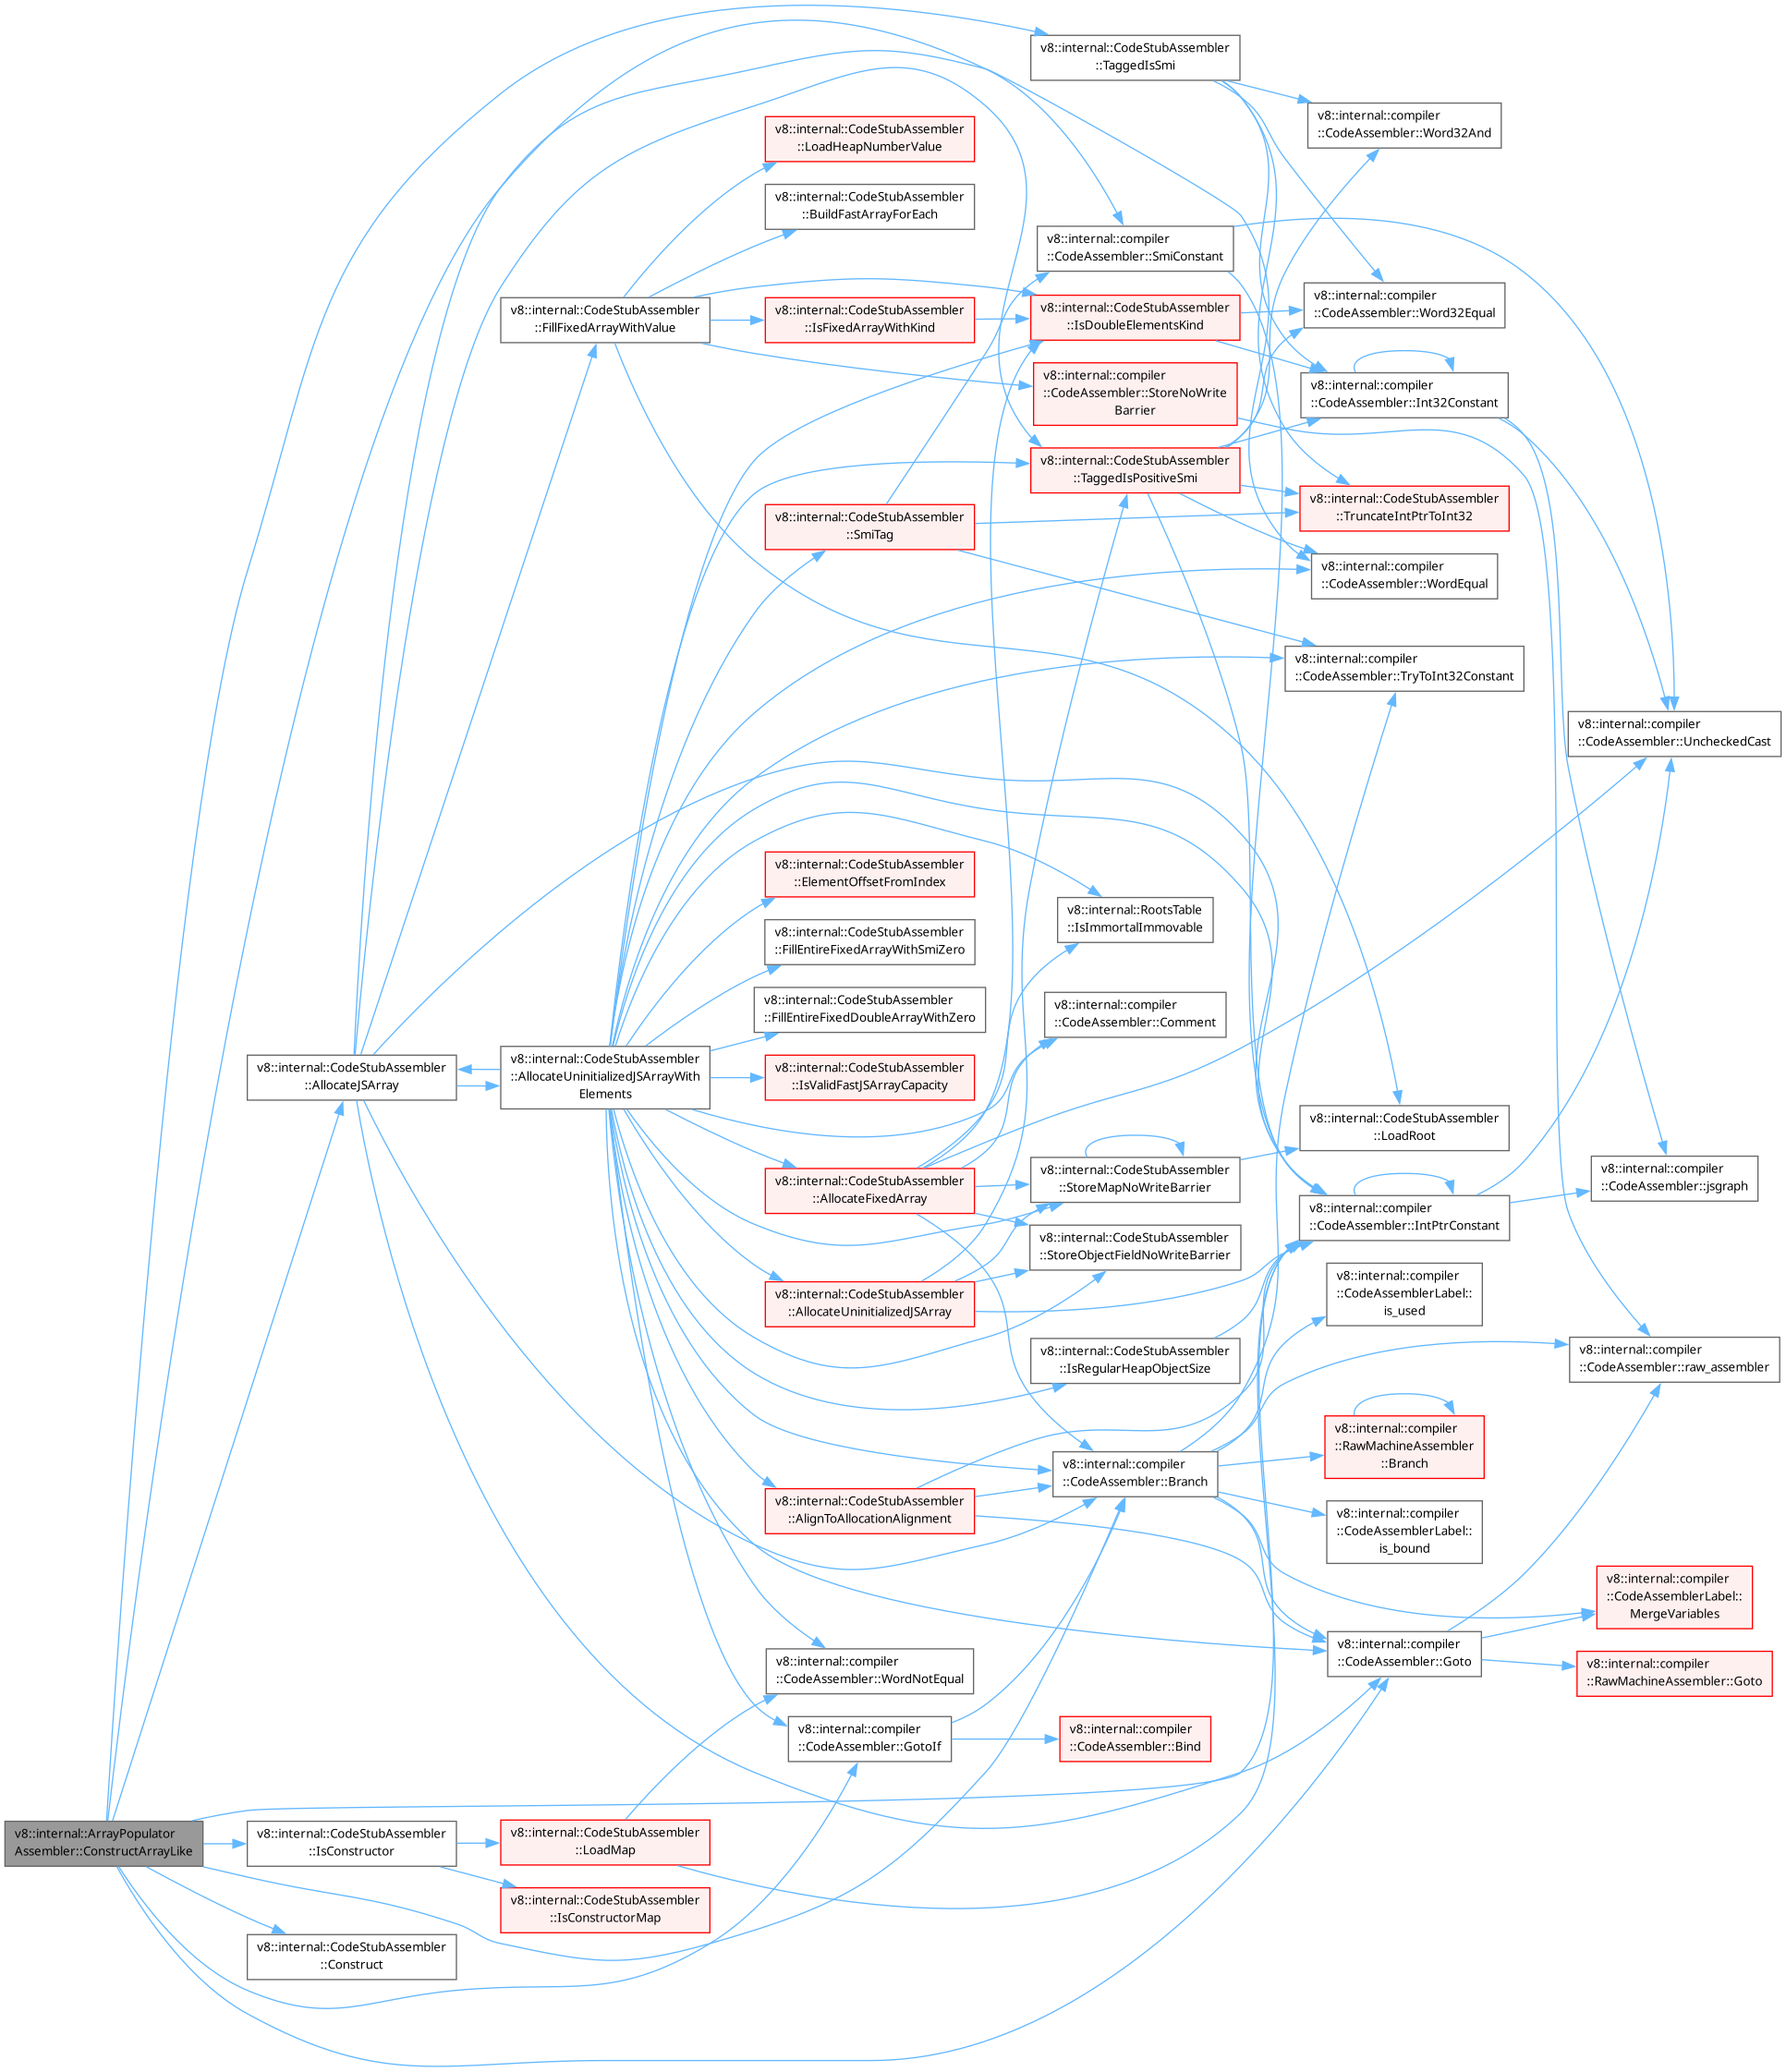 v8::internal::CodeStubAssembler
::TaggedIsSmi
v8::internal::compiler
::CodeAssembler::Word32And
v8::internal::CodeStubAssembler
::LoadHeapNumberValue
v8::internal::CodeStubAssembler
::BuildFastArrayForEach
v8::internal::compiler
::CodeAssembler::SmiConstant
v8::internal::CodeStubAssembler
::FillFixedArrayWithValue
v8::internal::CodeStubAssembler
::IsFixedArrayWithKind
v8::internal::CodeStubAssembler
::IsDoubleElementsKind
v8::internal::compiler
::CodeAssembler::Word32Equal
v8::internal::compiler
::CodeAssembler::StoreNoWrite
Barrier
v8::internal::compiler
::CodeAssembler::Int32Constant
v8::internal::CodeStubAssembler
::TaggedIsPositiveSmi
v8::internal::CodeStubAssembler
::SmiTag
v8::internal::CodeStubAssembler
::TruncateIntPtrToInt32
v8::internal::compiler
::CodeAssembler::WordEqual
v8::internal::compiler
::CodeAssembler::TryToInt32Constant
v8::internal::compiler
::CodeAssembler::UncheckedCast
v8::internal::CodeStubAssembler
::ElementOffsetFromIndex
v8::internal::RootsTable
::IsImmortalImmovable
v8::internal::CodeStubAssembler
::FillEntireFixedArrayWithSmiZero
v8::internal::CodeStubAssembler
::FillEntireFixedDoubleArrayWithZero
v8::internal::compiler
::CodeAssembler::Comment
v8::internal::CodeStubAssembler
::AllocateJSArray
v8::internal::CodeStubAssembler
::AllocateUninitializedJSArrayWith
Elements
v8::internal::CodeStubAssembler
::IsValidFastJSArrayCapacity
v8::internal::CodeStubAssembler
::LoadRoot
v8::internal::CodeStubAssembler
::AllocateFixedArray
v8::internal::CodeStubAssembler
::StoreMapNoWriteBarrier
v8::internal::compiler
::CodeAssembler::jsgraph
v8::internal::compiler
::CodeAssembler::IntPtrConstant
v8::internal::CodeStubAssembler
::StoreObjectFieldNoWriteBarrier
v8::internal::CodeStubAssembler
::AllocateUninitializedJSArray
v8::internal::compiler
::CodeAssemblerLabel::
is_used
v8::internal::CodeStubAssembler
::IsRegularHeapObjectSize
v8::internal::compiler
::CodeAssembler::raw_assembler
v8::internal::compiler
::RawMachineAssembler
::Branch
v8::internal::compiler
::CodeAssembler::Branch
v8::internal::CodeStubAssembler
::AlignToAllocationAlignment
v8::internal::compiler
::CodeAssemblerLabel::
is_bound
v8::internal::compiler
::CodeAssemblerLabel::
MergeVariables
v8::internal::compiler
::CodeAssembler::Goto
v8::internal::compiler
::RawMachineAssembler::Goto
v8::internal::compiler
::CodeAssembler::WordNotEqual
v8::internal::compiler
::CodeAssembler::GotoIf
v8::internal::compiler
::CodeAssembler::Bind
v8::internal::ArrayPopulator
Assembler::ConstructArrayLike
v8::internal::CodeStubAssembler
::IsConstructor
v8::internal::CodeStubAssembler
::LoadMap
v8::internal::CodeStubAssembler
::IsConstructorMap
v8::internal::CodeStubAssembler
::Construct